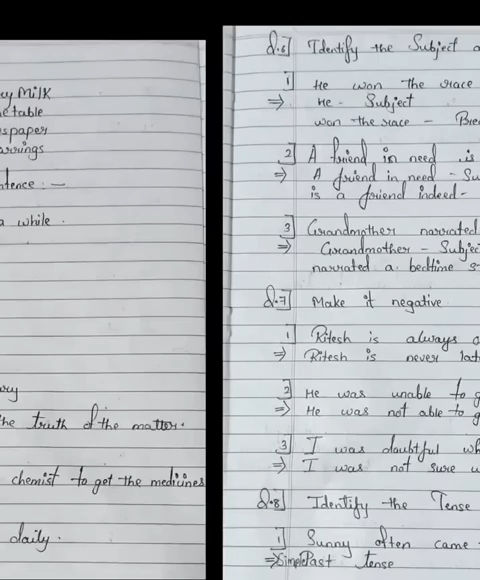 y Milk
e table
spaper
rrings
ntence :-
a while.
ry
he truth of the matter.
chemist to get the medicines
daily.
Q.6] Identify the Subject a
1] He won the race
⇒ He - Subject
won the race - Pre
2] A friend in need is
⇒ A friend in need - Su
is a friend indeed -
3] Grandmother narrated
⇒ Grandmother - Subjec
narrated a bedtime s
Q.7] Make it negative
1] Ritesh is always o
⇒ Ritesh is never lat
2] He was unable to g
⇒ He was not able to g
3] I was doubtful wh
⇒ I was not sure w
Q.8] Identify the Tense
1] Sunny often came
⇒ Simple Past tense